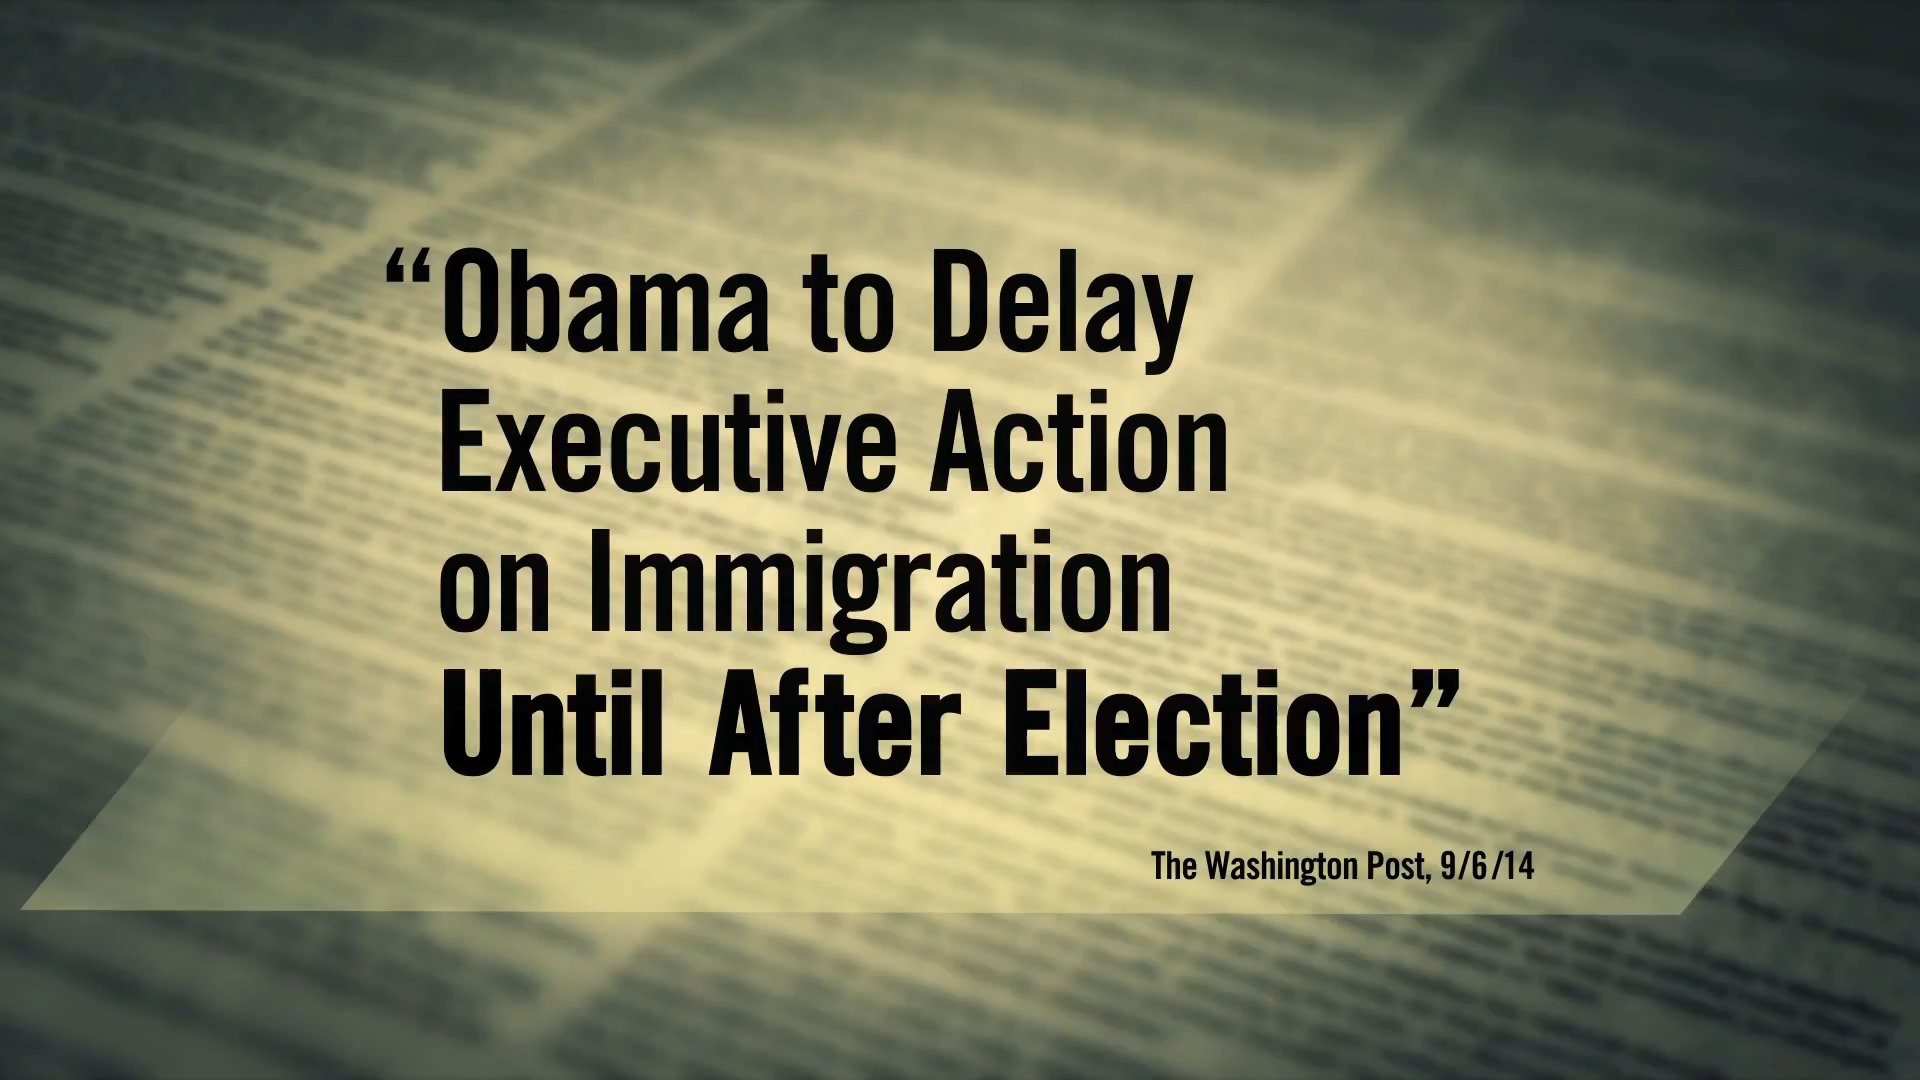 “Obama to Delay
Executive Action
on Immigration
Until After Election”
The Washington Post, 9/6/14